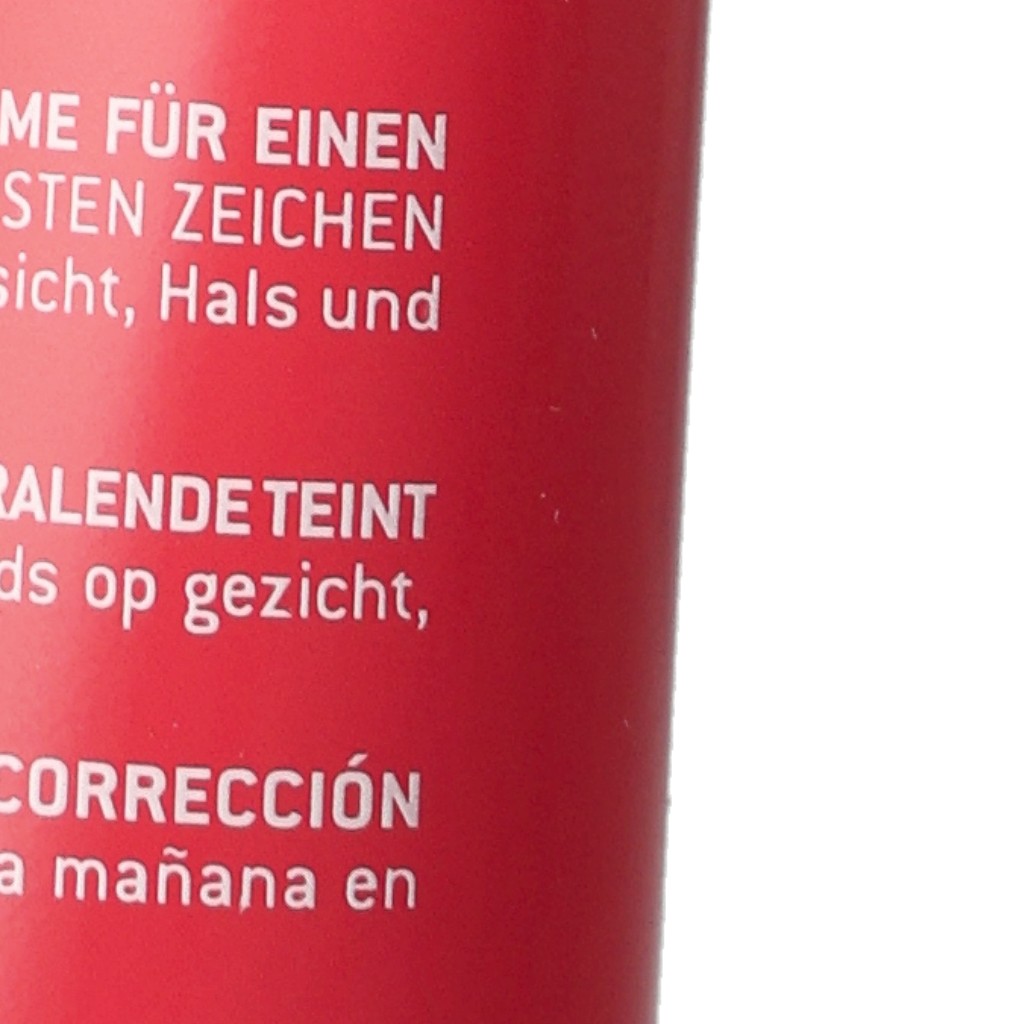 ME FÜR EINEN
STEN ZEICHEN
sicht, Hals und
RALENDE TEINT
ds op gezicht,
CORRECCIÓN
a mañana en